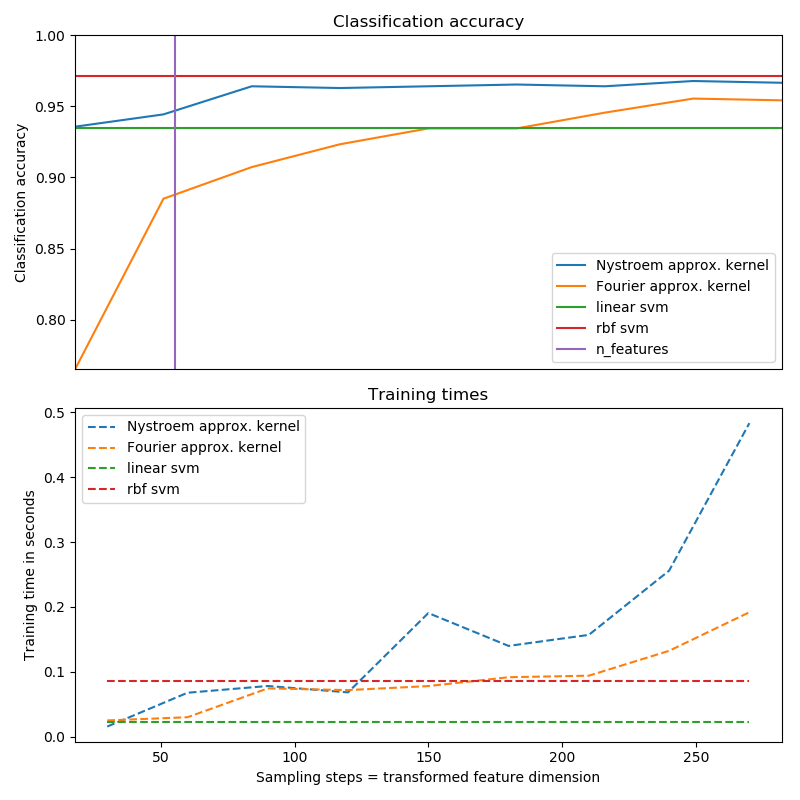 Classification accuracy
1.00
0.95
0.90
0.85
0.80
Classification accuracy
Nystroem approx. kernel
Fourier approx. kernel
linear svm
rbf svm
n_features
Training times
0.5
0.4
0.3
0.2
0.1
0.0
Training time in seconds
Nystroem approx. kernel
Fourier approx. kernel
linear svm
rbf svm
50
100
150
200
250
Sampling steps = transformed feature dimension